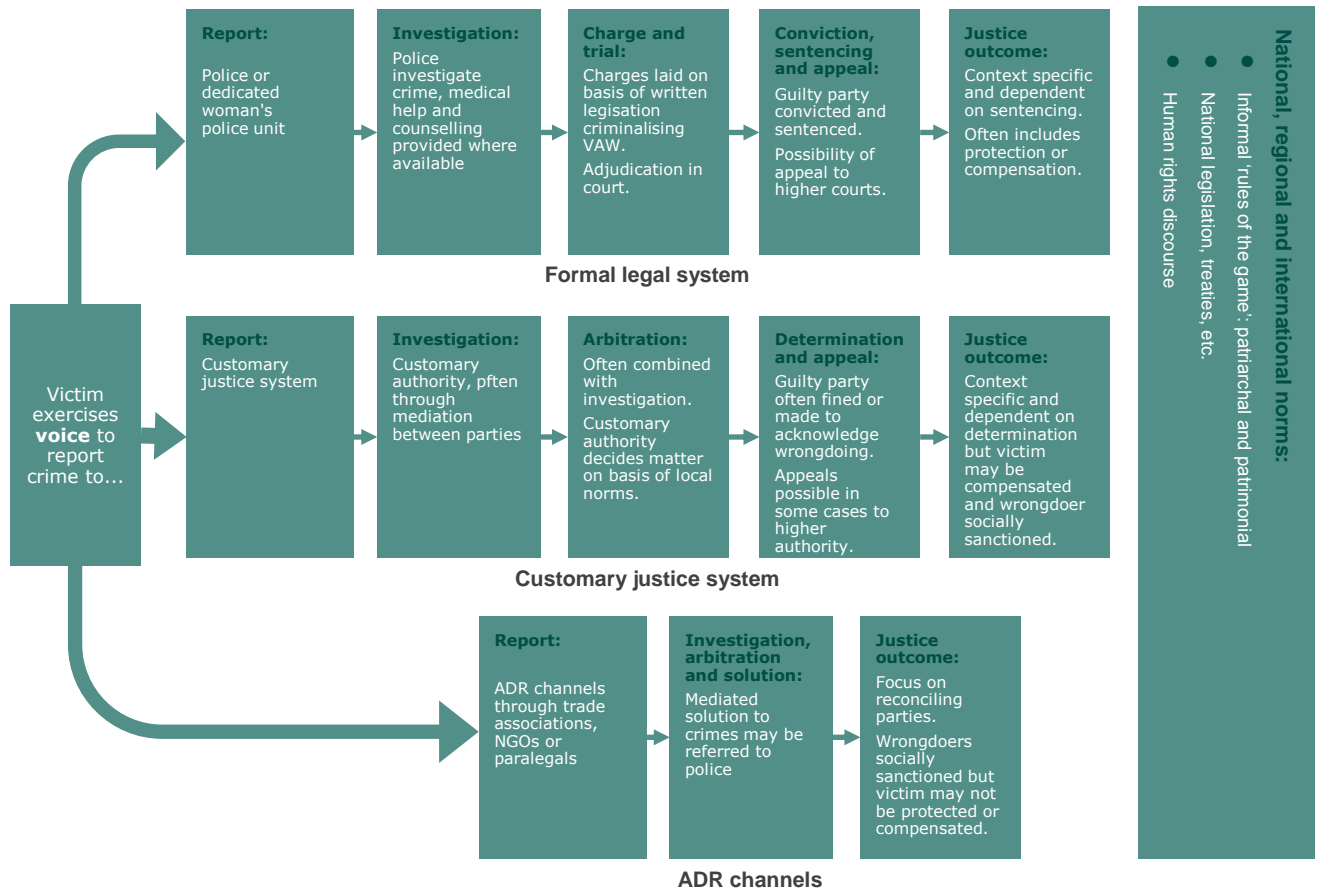 Report:
Police or
dedicated
woman's
police unit
Investigation:
Police
investigate
crime, medical
help and
counselling
provided where
available
Charge and
trial:
Charges laid on
basis of written
legisation
criminalising
VAW.
Adjudication in
court.
Conviction,
sentencing
and appeal:
Guilty party
convicted and
sentenced.
Possibility of
appeal to
higher courts.
Justice
outcome:
Context specific
and dependent
on sentencing.
Often includes
protection or
compensation.
Formal legal system
Victim
exercises
voice to
report
crime to...
Report:
Customary
justice system
Investigation:
Customary
authority, pften
through
mediation
between parties
Arbitration:
Often combined
with
investigation.
Customary
authority
decides matter
on basis of local
norms.
Determination
and appeal:
Guilty party
often fined or
made to
acknowledge
wrongdoing.
Appeals
possible in
some cases to
higher
authority.
Justice
outcome:
Context
specific and
dependent on
determination
but victim
may be
compensated
and wrongdoer
socially
sanctioned.
Customary justice system
Report:
ADR channels
through trade
associations,
NGOs or
paralegals
Investigation,
arbitration
and solution:
Mediated
solution to
crimes may be
referred to
police
Justice
outcome:
Focus on
reconciling
parties.
Wrongdoers
socially
sanctioned but
victim may not
be protected or
compensated.
ADR channels
National, regional and international norms:
● Informal ‘rules of the game’: patriarchal and patrimonial
● National legislation, treaties, etc.
● Human rights discourse